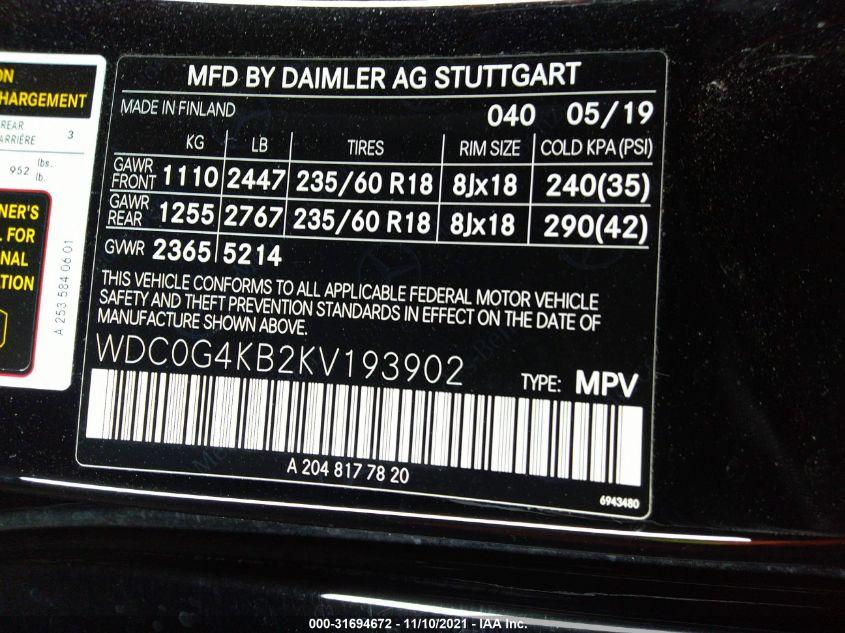 ON
HARGEMENT
REAR 3
ARRIÈRE
952 lbs.
lb.
NER'S
L FOR
NAL
ATION
A 253 584 06 01
MFD BY DAIMLER AG STUTTGART
MADE IN FINLAND 040 05/19
KG LB TIRES RIM SIZE COLD KPA (PSI)
GAWR FRONT 1110 2447 235/60 R18 8Jx18 240(35)
GAWR REAR 1255 2767 235/60 R18 8Jx18 290(42)
GVWR 2365 5214
THIS VEHICLE CONFORMS TO ALL APPLICABLE FEDERAL MOTOR VEHICLE
SAFETY AND THEFT PREVENTION STANDARDS IN EFFECT ON THE DATE OF
MANUFACTURE SHOWN ABOVE.
WDC0G4KB2KV193902 TYPE: MPV
A 204 817 78 20
6943480
000-31694672 - 11/10/2021 - IAA Inc.